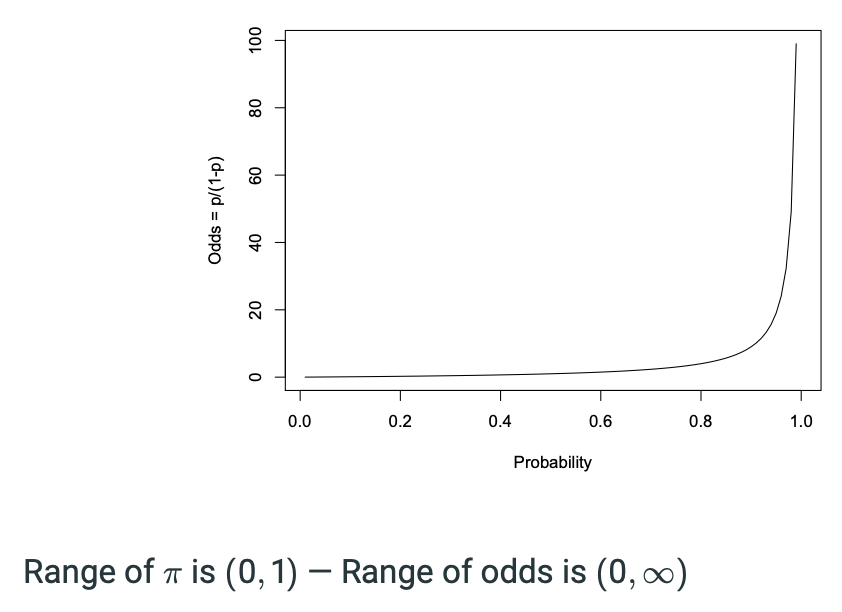 Odds = p/(1-p)
100
80
60
40
20
0
0.0 0.2 0.4 0.6 0.8 1.0
Probability
Range of π is (0, 1) — Range of odds is (0, ∞)